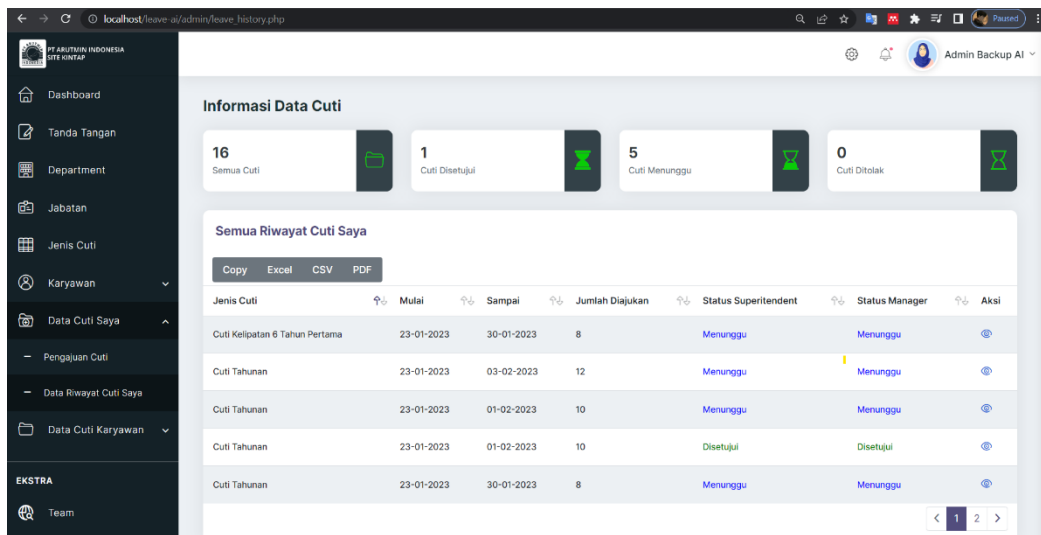 localhost/leave-ai/admin/leave_history.php
Paused
PT ARUTMIN INDONESIA
SITE KINTAP
Admin Backup AI
Dashboard
Tanda Tangan
Department
Jabatan
Jenis Cuti
Karyawan
Data Cuti Saya
Pengajuan Cuti
Data Riwayat Cuti Saya
Data Cuti Karyawan
EKSTRA
Team
Informasi Data Cuti
16
Semua Cuti
1
Cuti Disetujui
5
Cuti Menunggu
0
Cuti Ditolak
Semua Riwayat Cuti Saya
Copy Excel CSV PDF
Jenis Cuti Mulai Sampai Jumlah Diajukan Status Superitendent Status Manager Aksi
Cuti Kelipatan 6 Tahun Pertama 23-01-2023 30-01-2023 8 Menunggu Menunggu
Cuti Tahunan 23-01-2023 03-02-2023 12 Menunggu Menunggu
Cuti Tahunan 23-01-2023 01-02-2023 10 Menunggu Menunggu
Cuti Tahunan 23-01-2023 01-02-2023 10 Disetujui Disetujui
Cuti Tahunan 23-01-2023 30-01-2023 8 Menunggu Menunggu
1 2